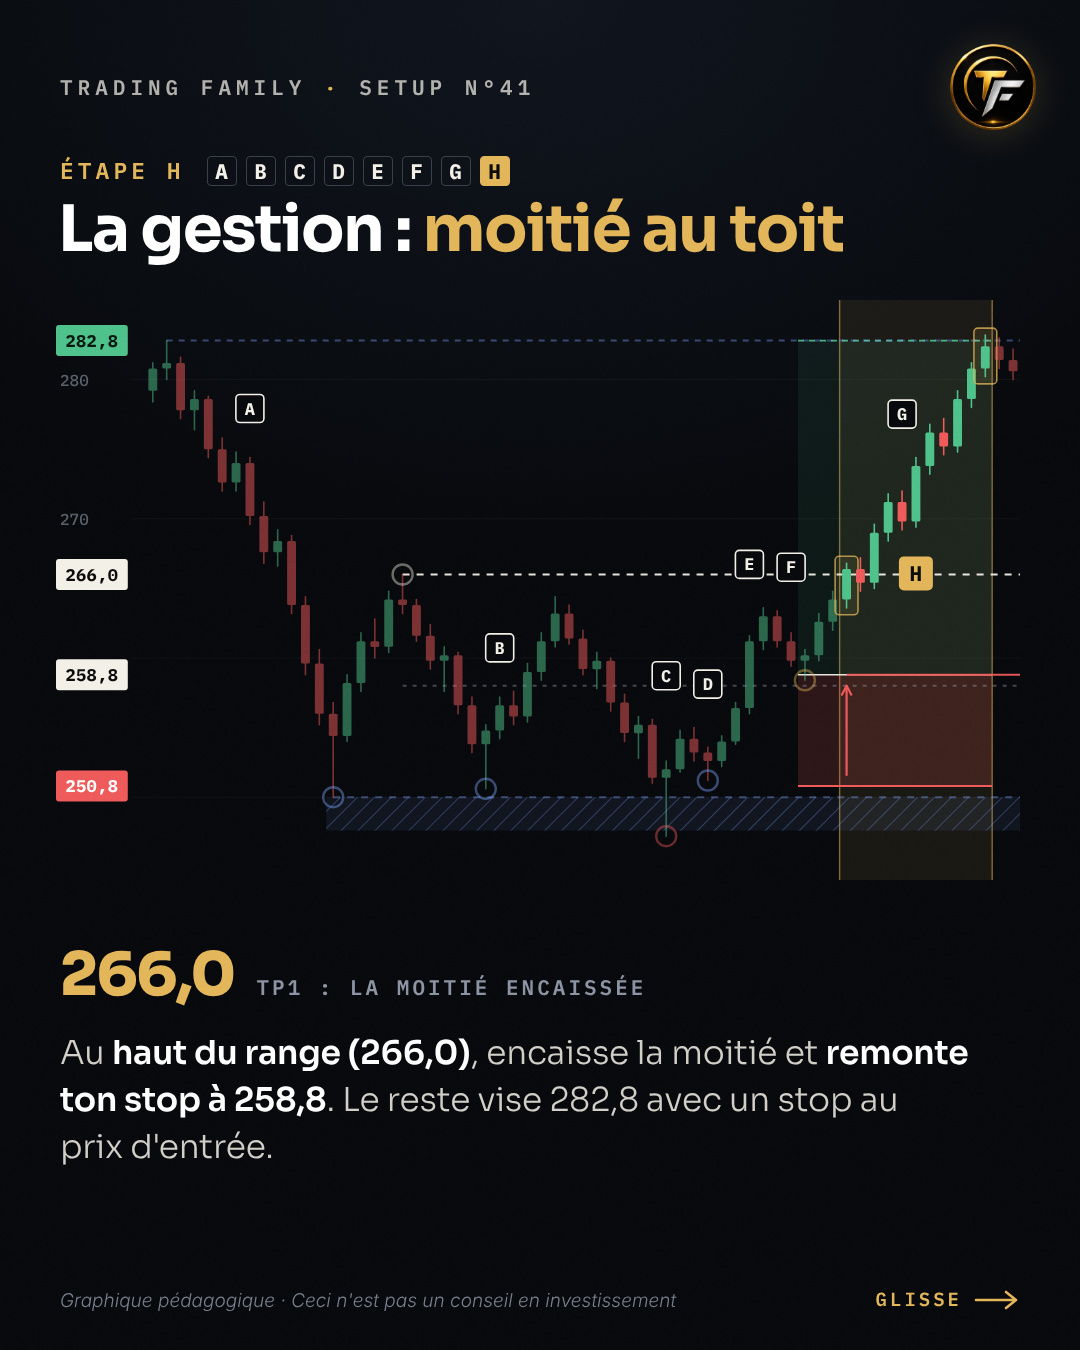 TRADING FAMILY · SETUP N°41
TF
ÉTAPE H A B C D E F G H
La gestion : moitié au toit
282,8
280
A
G
270
266,0
E F
H
B
258,8
C D
250,8
266,0 TP1 : LA MOITIÉ ENCAISSÉE
Au haut du range (266,0), encaisse la moitié et remonte
ton stop à 258,8. Le reste vise 282,8 avec un stop au
prix d'entrée.
Graphique pédagogique · Ceci n'est pas un conseil en investissement
GLISSE